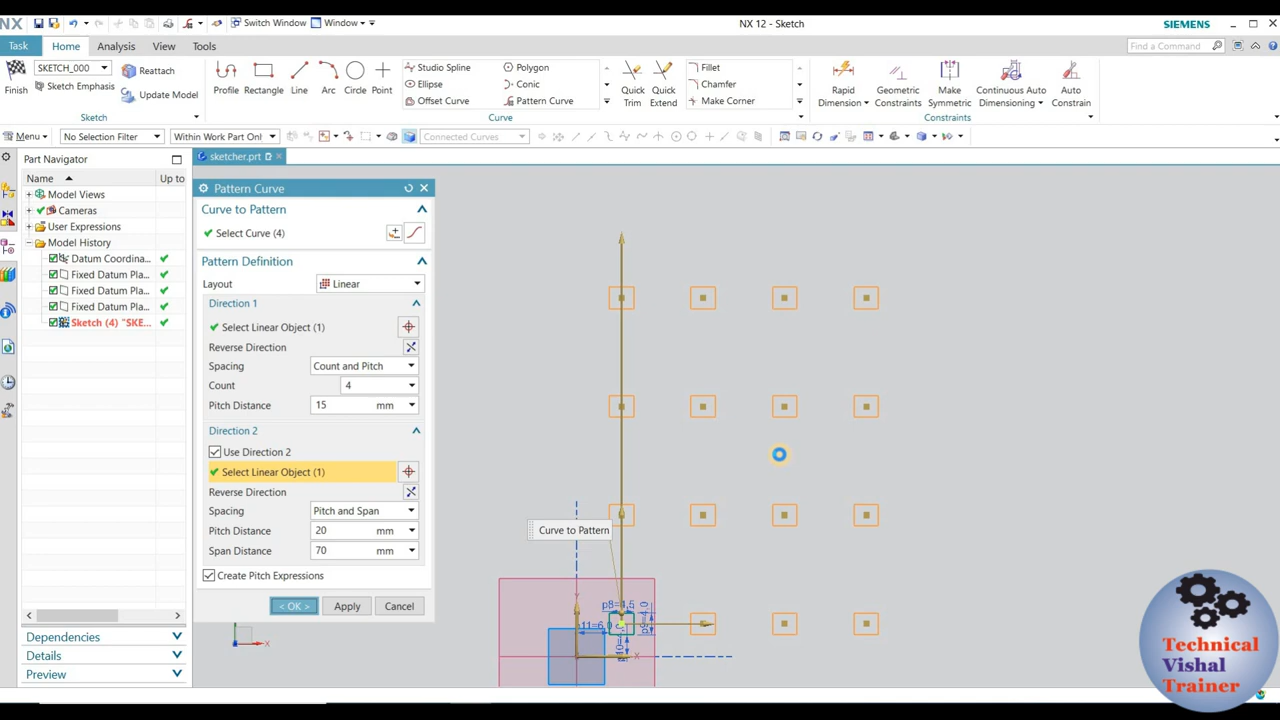 NX
Switch Window
Window
NX 12 - Sketch
SIEMENS
Task
Home
Analysis
View
Tools
Find a Command
Finish
SKETCH_000
Sketch Emphasis
Reattach
Update Model
Sketch
Profile
Rectangle
Line
Arc
Circle
Point
Studio Spline
Ellipse
Offset Curve
Polygon
Conic
Pattern Curve
Quick Trim
Quick Extend
Fillet
Chamfer
Make Corner
Curve
Rapid Dimension
Geometric Constraints
Make Symmetric
Continuous Auto Dimensioning
Auto Constrain
Constraints
Menu
No Selection Filter
Within Work Part Onl
Connected Curves
Part Navigator
sketcher.prt
Name
Up to
Model Views
Cameras
User Expressions
Model History
Datum Coordina...
Fixed Datum Pla...
Fixed Datum Pla...
Fixed Datum Pla...
Sketch (4) "SKE...
Dependencies
Details
Preview
Pattern Curve
Curve to Pattern
Select Curve (4)
Pattern Definition
Layout
Linear
Direction 1
Select Linear Object (1)
Reverse Direction
Spacing
Count and Pitch
Count
4
Pitch Distance
15 mm
Direction 2
Use Direction 2
Select Linear Object (1)
Reverse Direction
Spacing
Pitch and Span
Pitch Distance
20 mm
Span Distance
70 mm
Create Pitch Expressions
< OK >
Apply
Cancel
Curve to Pattern
X
X
Technical
Vishal
Trainer